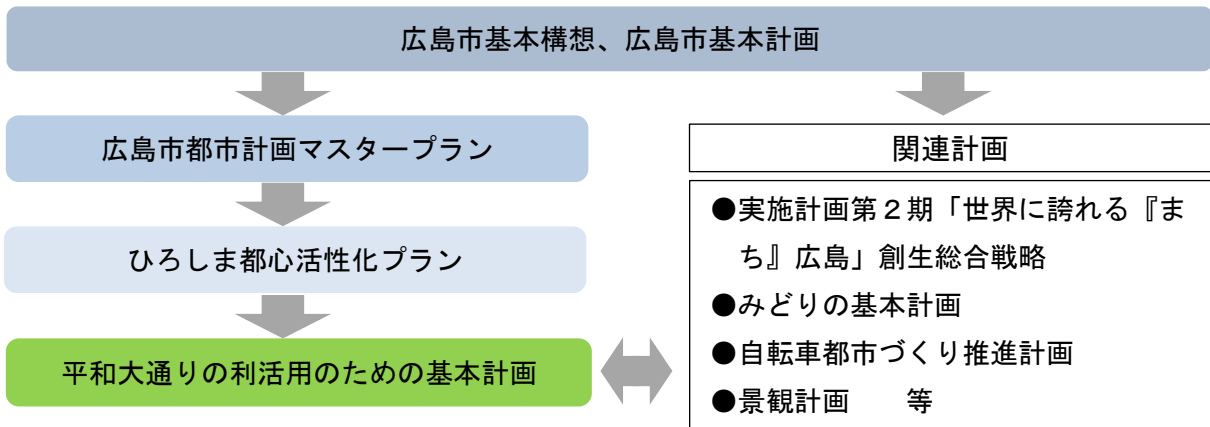 広島市基本構想、広島市基本計画
広島市都市計画マスタープラン
ひろしま都心活性化プラン
平和大通りの利活用のための基本計画
関連計画
●実施計画第2期「世界に誇れる『ま
ち』広島」創生総合戦略
●みどりの基本計画
●自転車都市づくり推進計画
●景観計画　　等